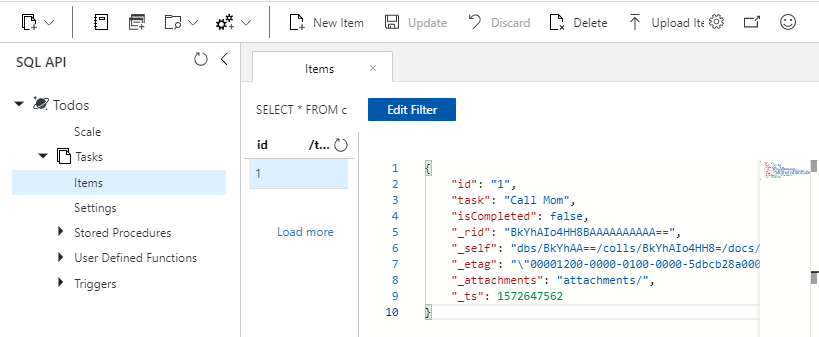 New Item Update Discard Delete Upload Ite
SQL API
Items
Todos
Scale
Tasks
Items
Settings
Stored Procedures
User Defined Functions
Triggers
SELECT * FROM c Edit Filter
id /t...
1
Load more
1 {
2 "id": "1",
3 "task": "Call Mom",
4 "isCompleted": false,
5 "_rid": "BkYhAIo4HH8BAAAAAAAAAA==",
6 "_self": "dbs/BkYhAA==/colls/BkYhAIo4HH8=/docs/
7 "_etag": "\"00001200-0000-0100-0000-5dbcb28a000
8 "_attachments": "attachments/",
9 "_ts": 1572647562
10 }